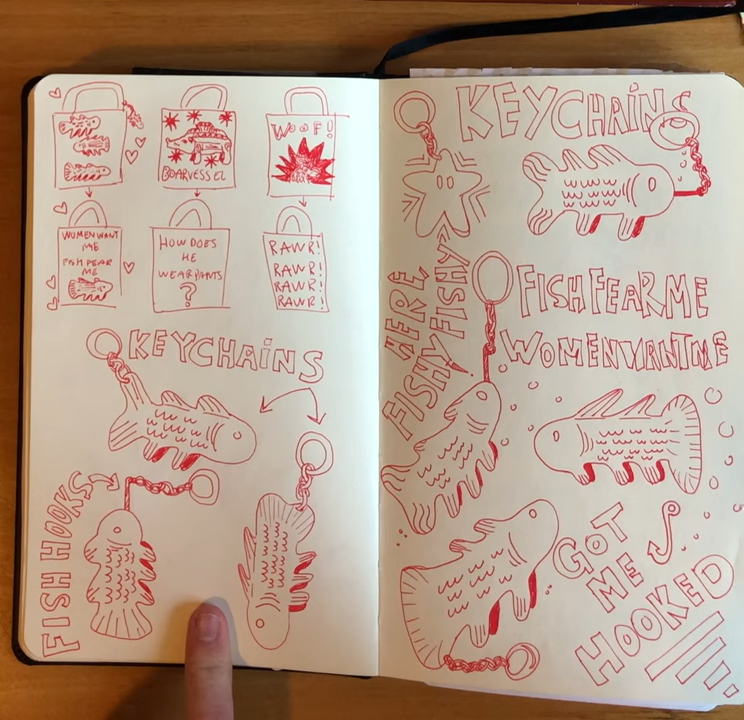 WOOF!
BOARVESSEL
WOMEN WANT
ME
FISH FEAR
ME
HOW DOES
HE
WEAR PANTS
?
RAWR!
RAWR!
RAWR!
RAWR!
KEYCHAINS
FISH HOOKS
KEYCHAINS
HERE
FISHY FISHY!
FISH FEAR ME
WOMEN WANT ME
GOT
ME
HOOKED